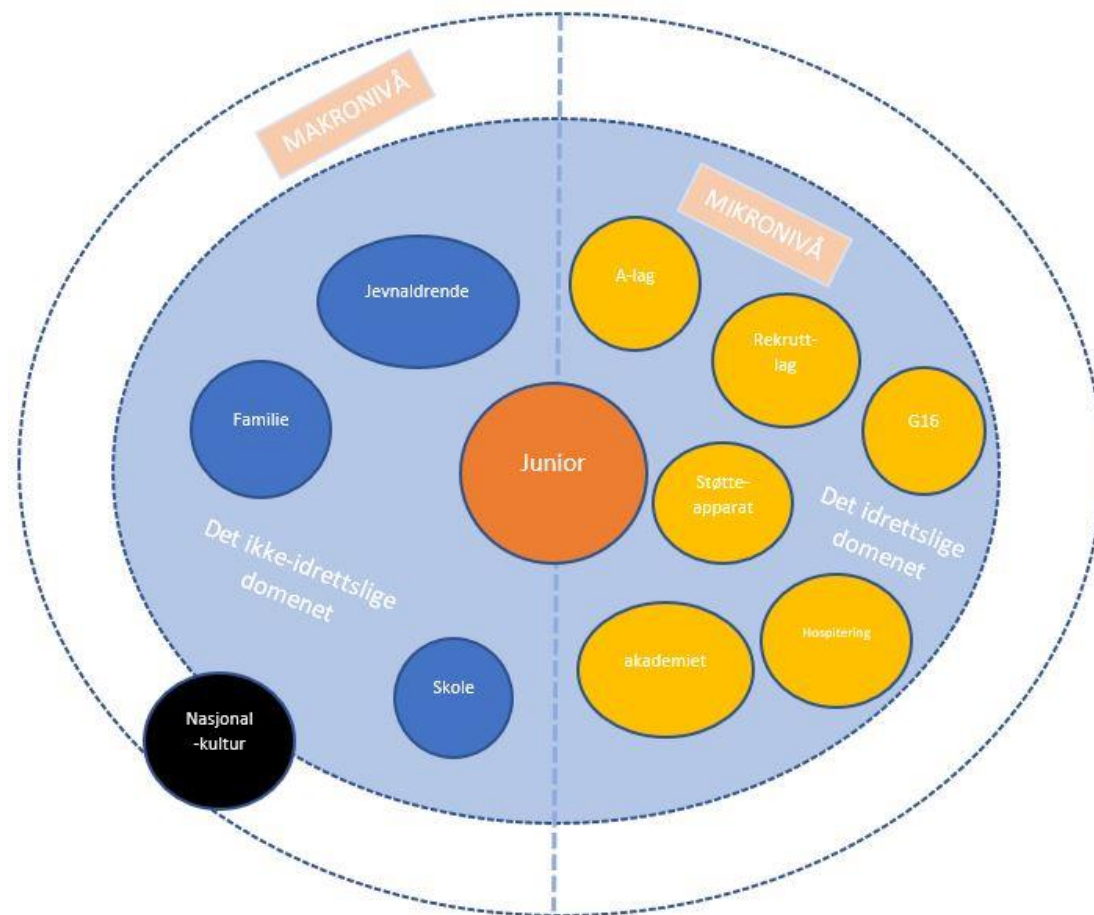 MAKRONIVÅ
MIKRONIVÅ
Jevnaldrende
A-lag
Rekrutt-
lag
Familie
G16
Junior
Støtte-
apparat
Det idrettslige
domenet
Det ikke-idrettslige
domenet
Hospitering
akademiet
Skole
Nasjonal
-kultur